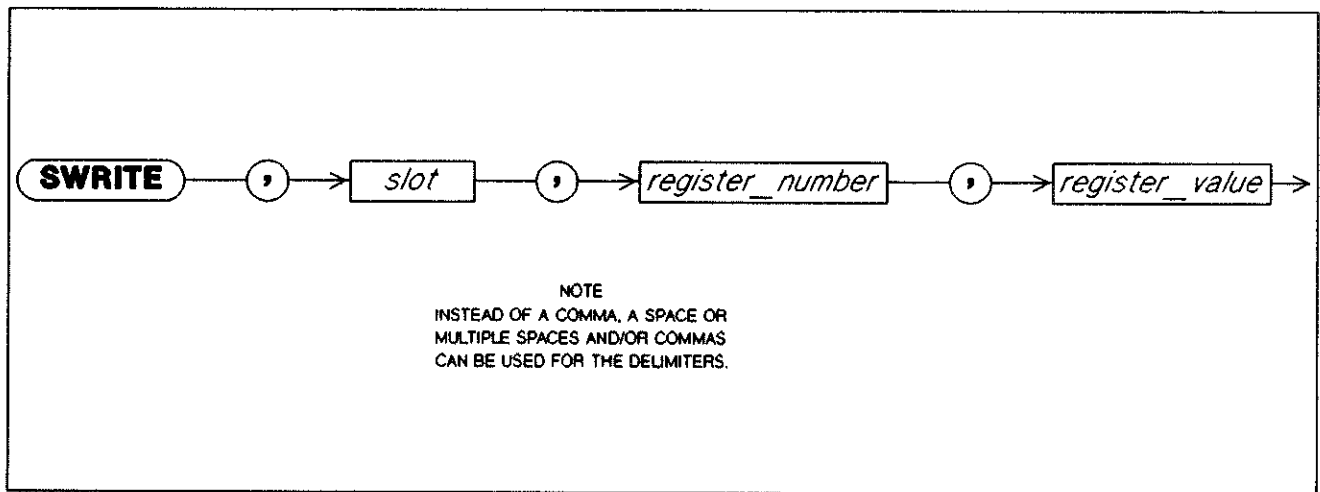 SWRITE , slot , register_number , register_value
NOTE
INSTEAD OF A COMMA, A SPACE OR
MULTIPLE SPACES AND/OR COMMAS
CAN BE USED FOR THE DELIMITERS.